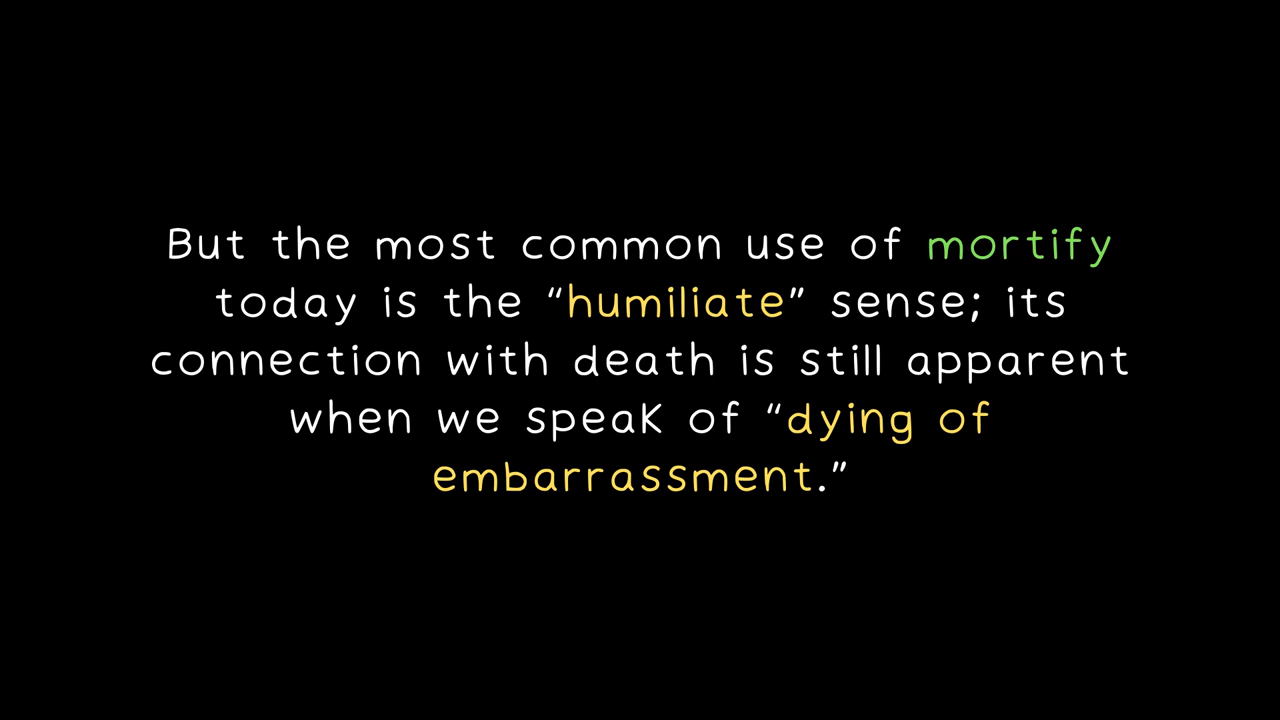 But the most common use of mortify
today is the “humiliate” sense; its
connection with death is still apparent
when we speak of “dying of
embarrassment.”